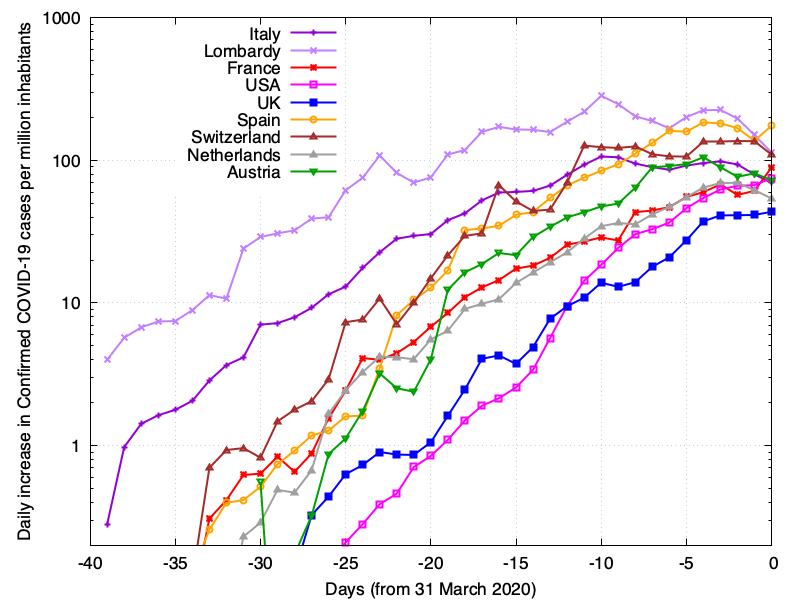 Daily increase in Confirmed COVID-19 cases per million inhabitants
1000
100
10
1
Italy
Lombardy
France
USA
UK
Spain
Switzerland
Netherlands
Austria
-40 -35 -30 -25 -20 -15 -10 -5 0
Days (from 31 March 2020)